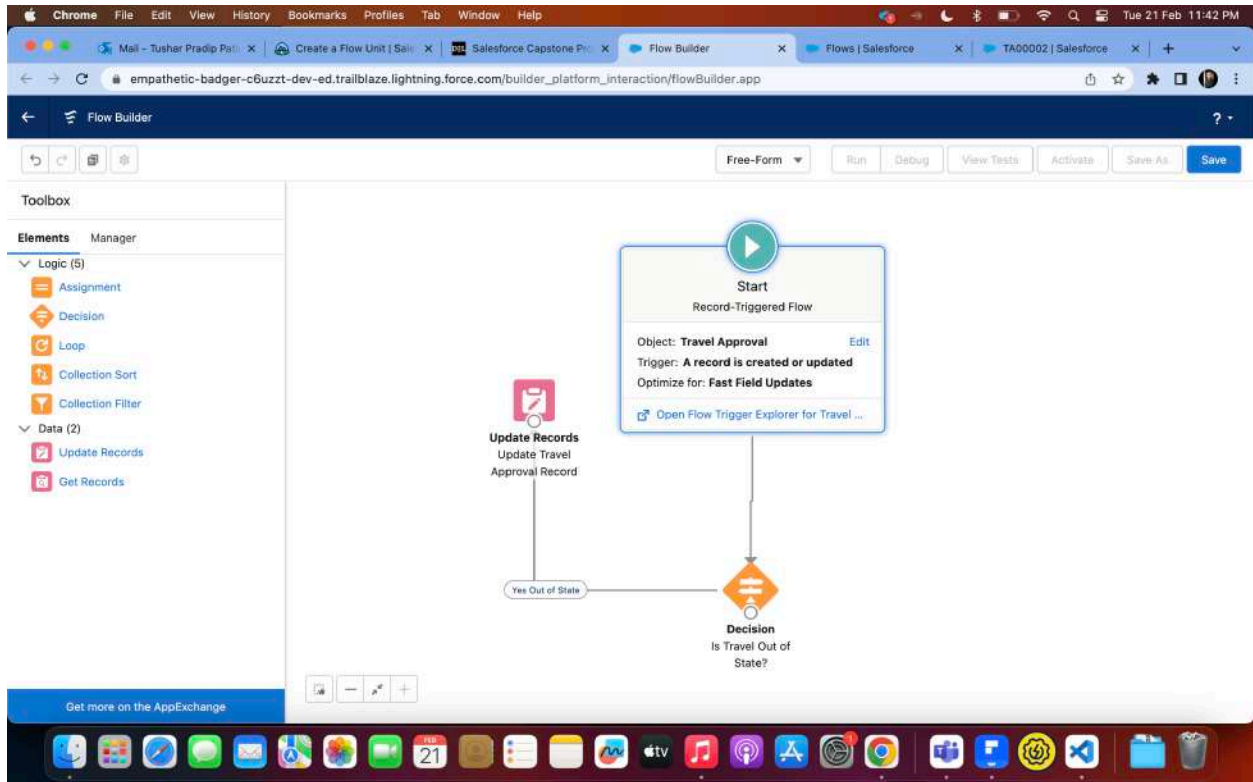 Chrome File Edit View History Bookmarks Profiles Tab Window Help
Tue 21 Feb 11:42 PM
Mail - Tushar Pradip Pati
Create a Flow Unit | Sale
Salesforce Capstone Pro
Flow Builder
Flows | Salesforce
TA00002 | Salesforce
empathetic-badger-c6uzzt-dev-ed.trailblaze.lightning.force.com/builder_platform_interaction/flowBuilder.app
Flow Builder
?
Free-Form
Run
Debug
View Tests
Activate
Save As
Save
Toolbox
Elements
Manager
Logic (5)
Assignment
Decision
Loop
Collection Sort
Collection Filter
Data (2)
Update Records
Get Records
Get more on the AppExchange
Start
Record-Triggered Flow
Object: Travel Approval
Edit
Trigger: A record is created or updated
Optimize for: Fast Field Updates
Open Flow Trigger Explorer for Travel ...
Update Records
Update Travel
Approval Record
Yes Out of State
Decision
Is Travel Out of
State?
FEB
21
tv